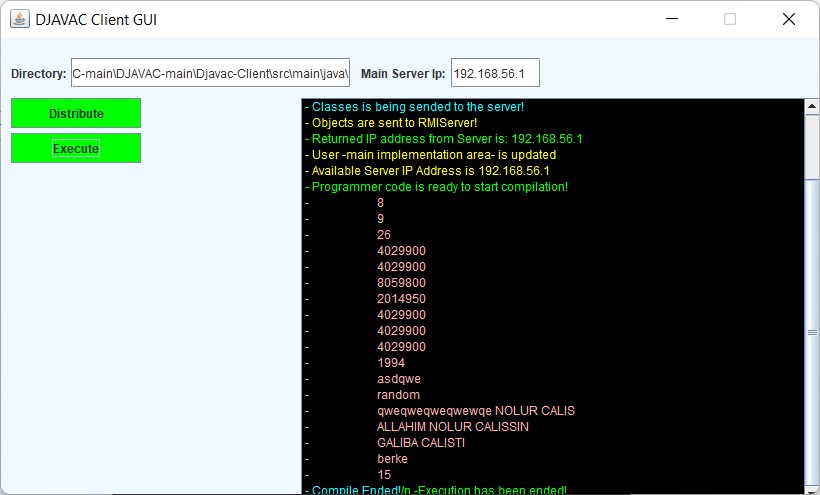 DJAVAC Client GUI
Directory: C-main\DJAVAC-main\Djavac-Client\src\main\java\ Main Server Ip: 192.168.56.1
Distribute
Execute
- Classes is being sended to the server!
- Objects are sent to RMIServer!
- Returned IP address from Server is: 192.168.56.1
- User -main implementation area- is updated
- Available Server IP Address is 192.168.56.1
- Programmer code is ready to start compilation!
- 8
- 9
- 26
- 4029900
- 4029900
- 8059800
- 2014950
- 4029900
- 4029900
- 4029900
- 1994
- asdqwe
- random
- qweqweqweqwewqe NOLUR CALIS
- ALLAHIM NOLUR CALISSIN
- GALIBA CALISTI
- berke
- 15
- Compile Ended!/n -Execution has been ended!